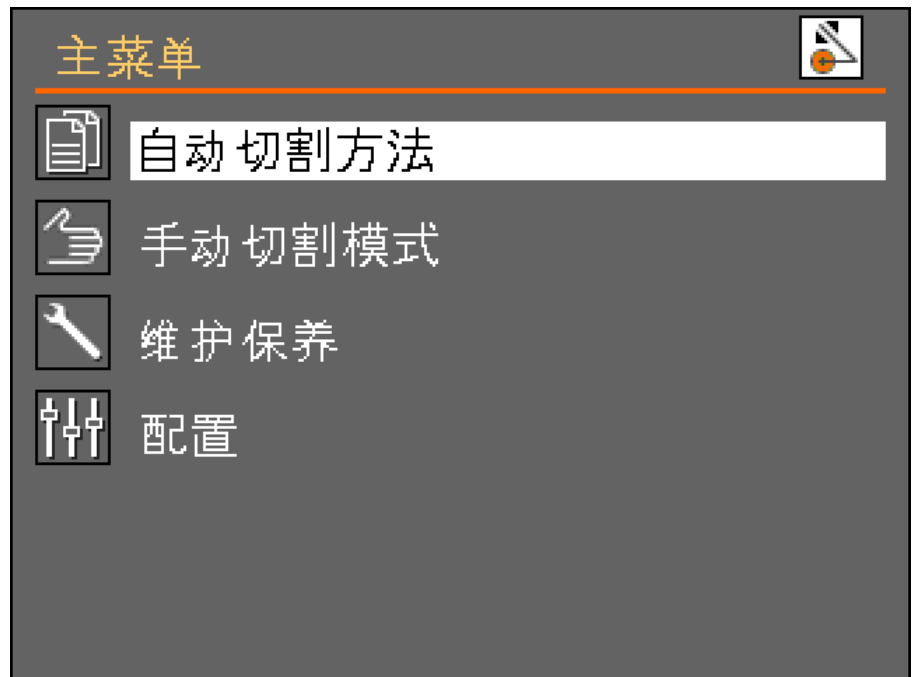 主菜单
自动切割方法
手动切割模式
维护保养
配置